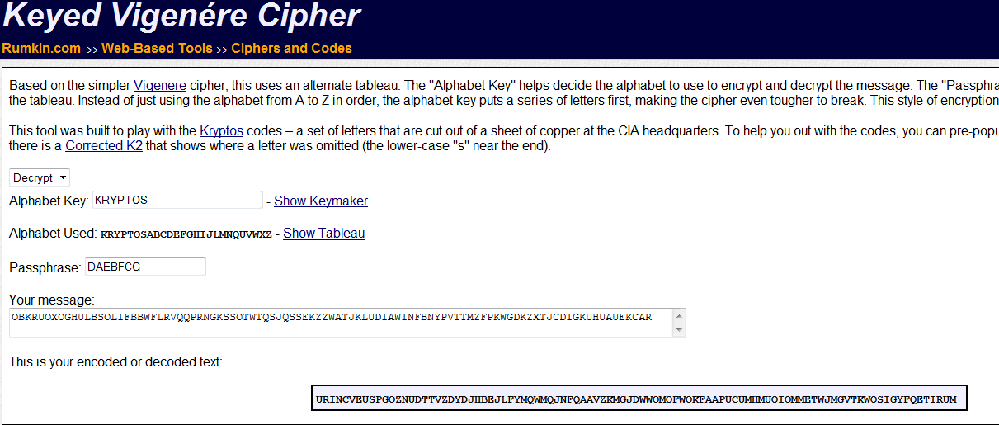 Keyed Vigenére Cipher
Rumkin.com >> Web-Based Tools >> Ciphers and Codes
Based on the simpler Vigenere cipher, this uses an alternate tableau. The "Alphabet Key" helps decide the alphabet to use to encrypt and decrypt the message. The "Passphra
the tableau. Instead of just using the alphabet from A to Z in order, the alphabet key puts a series of letters first, making the cipher even tougher to break. This style of encryption
This tool was built to play with the Kryptos codes – a set of letters that are cut out of a sheet of copper at the CIA headquarters. To help you out with the codes, you can pre-popu
there is a Corrected K2 that shows where a letter was omitted (the lower-case "s" near the end).
Decrypt
Alphabet Key: KRYPTOS - Show Keymaker
Alphabet Used: KRYPTOSABCDEFGHIJLMNQUVWXZ - Show Tableau
Passphrase: DAEBFCG
Your message:
OBKRUOXOGHULBSOLIFBBWFLRVQQPRNGKSSOTWTQSJQSSEKZZWATJKLUDIAWINFBNYPVTTMZFPKWGDKZXTJCDIGKUHUAUEKCAR
This is your encoded or decoded text:
URINCVEUSPGOZNUDTTVZDYDJHBEJLFYMQWMQJNFQAAVZKMGJDWWOMOFWOKFAAPUCUMHMUOIOMMETWJMGVTKWOSIGYFQETIRUM